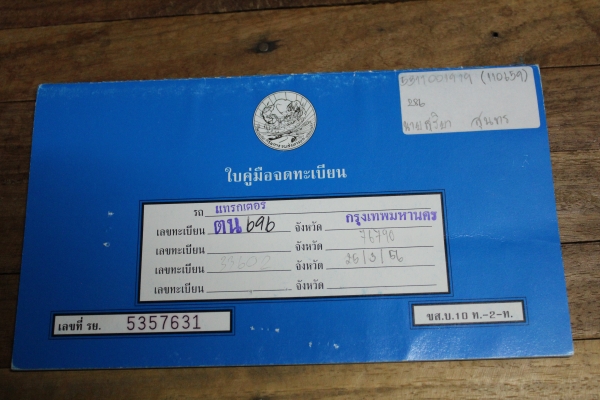 5377001979 (110659)
286
ใบคู่มือจดทะเบียน
รถ แทรกเตอร์
เลขทะเบียน ตน 696 จังหวัด กรุงเทพมหานคร
เลขทะเบียน จังหวัด 76790
เลขทะเบียน 33602 จังหวัด 26/3/56
เลขทะเบียน จังหวัด
เลขที่ รย. 5357631
ขส.บ.10 ท.-2-ท.